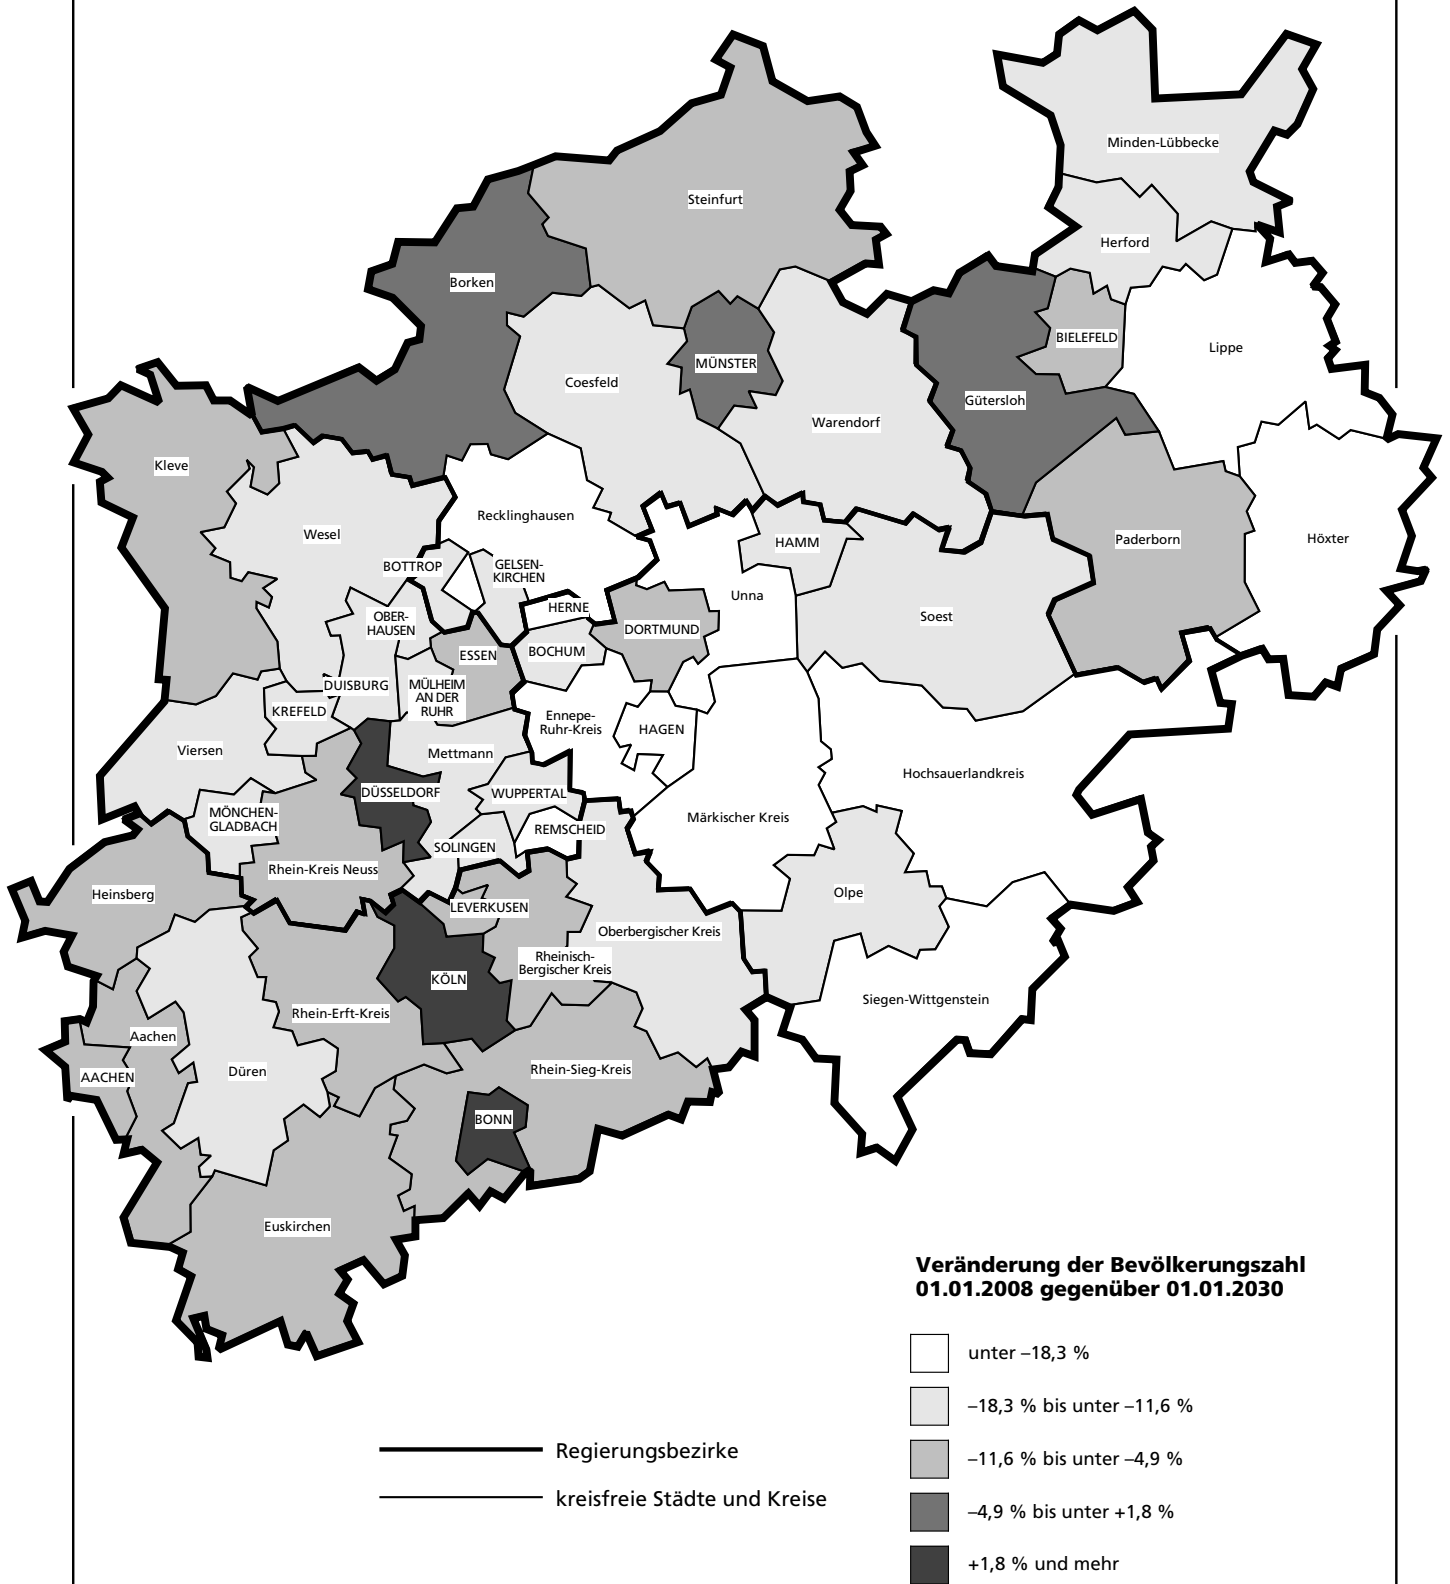 Minden-Lübbecke
Steinfurt
Herford
Borken
BIELEFELD
Lippe
MÜNSTER
Coesfeld
Gütersloh
Warendorf
Kleve
Recklinghausen
Wesel
HAMM
Paderborn
Höxter
BOTTROP
GELSEN-
KIRCHEN
Unna
HERNE
OBER-
HAUSEN
Soest
DORTMUND
ESSEN
BOCHUM
DUISBURG
MÜLHEIM
AN DER
RUHR
KREFELD
Ennepe-
Ruhr-Kreis
HAGEN
Viersen
Mettmann
Hochsauerlandkreis
DÜSSELDORF
WUPPERTAL
MÖNCHEN-
GLADBACH
Märkischer Kreis
REMSCHEID
SOLINGEN
Rhein-Kreis Neuss
Heinsberg
Olpe
LEVERKUSEN
Oberbergischer Kreis
Rheinisch-
Bergischer Kreis
KÖLN
Siegen-Wittgenstein
Rhein-Erft-Kreis
Aachen
Düren
Rhein-Sieg-Kreis
AACHEN
BONN
Euskirchen
Veränderung der Bevölkerungszahl
01.01.2008 gegenüber 01.01.2030
unter –18,3 %
–18,3 % bis unter –11,6 %
–11,6 % bis unter –4,9 %
–4,9 % bis unter +1,8 %
+1,8 % und mehr
Regierungsbezirke
kreisfreie Städte und Kreise